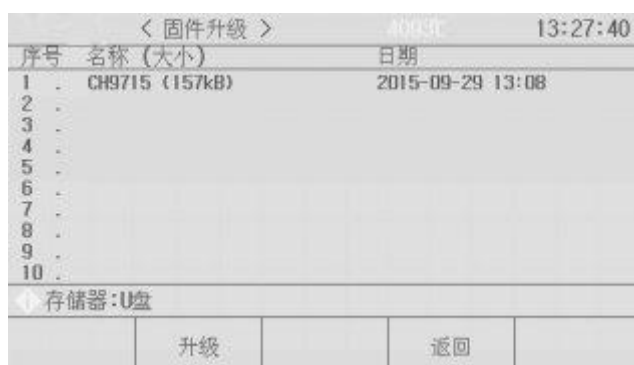 < 固件升级 > 13:27:40
序号 名称 (大小) 日期
1 . CH9715 (157kB) 2015-09-29 13:08
2 .
3 .
4 .
5 .
6 .
7 .
8 .
9 .
10 .
存储器:U盘
升级 返回